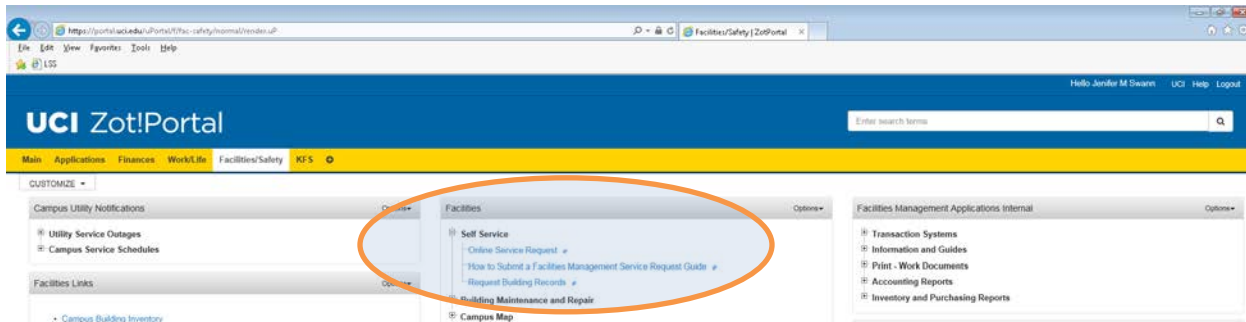 https://portal.uci.edu/uPortal/f/fac-safety/normal/render.uP
Facilities/Safety | ZotPortal
File Edit View Favorites Tools Help
LSS
Hello Jenifer M Swann UCI Help Logout
UCI Zot!Portal
Enter search terms
Main Applications Finances Work/Life Facilities/Safety KFS
CUSTOMIZE
Campus Utility Notifications
Utility Service Outages
Campus Service Schedules
Facilities Links
Campus Building Inventory
Facilities Options
Self Service
Online Service Request
How to Submit a Facilities Management Service Request Guide
Request Building Records
Building Maintenance and Repair
Campus Map
Facilities Management Applications Internal Options
Transaction Systems
Information and Guides
Print - Work Documents
Accounting Reports
Inventory and Purchasing Reports